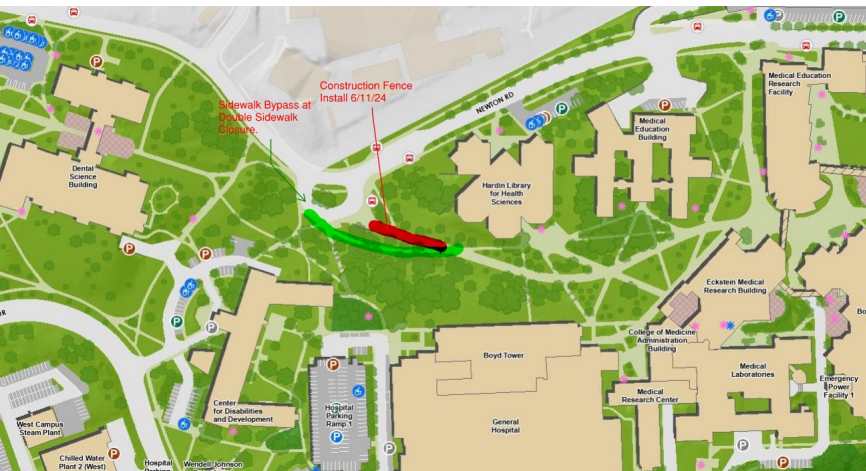 Construction Fence
Install 6/11/24
Sidewalk Bypass at
Double Sidewalk
Closure.
NEWTON RD
Medical Education
Research
Facility
Medical
Education
Building
Dental
Science
Building
Hardin Library
for Health
Sciences
Eckstein Medical
Research Building
College of Medicine
Administration
Building
Boyd Tower
Medical
Laboratories
Emergency
Power
Facility 1
Medical
Research Center
General
Hospital
Center
for Disabilities
and Development
Hospital
Parking
Ramp 1
West Campus
Steam Plant
Chilled Water
Plant 2 (West)
Hospital
Wendell Johnson
Bo
DR
P
P
P
P
P
P
P
P
P
P
P
P
P
P